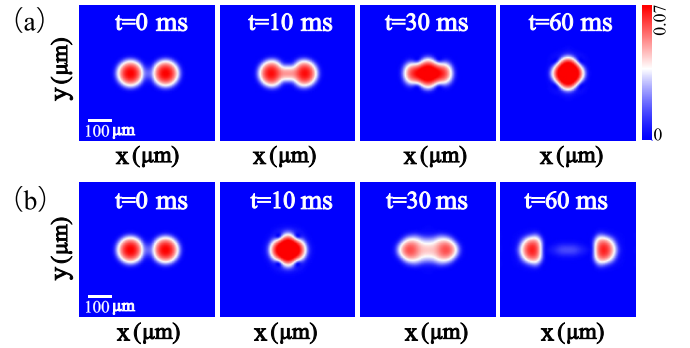 (a)
t=0 ms
t=10 ms
t=30 ms
t=60 ms
0.07
0
y (μm)
100 μm
x (μm)
x (μm)
x (μm)
x (μm)
(b)
t=0 ms
t=10 ms
t=30 ms
t=60 ms
y (μm)
100 μm
x (μm)
x (μm)
x (μm)
x (μm)